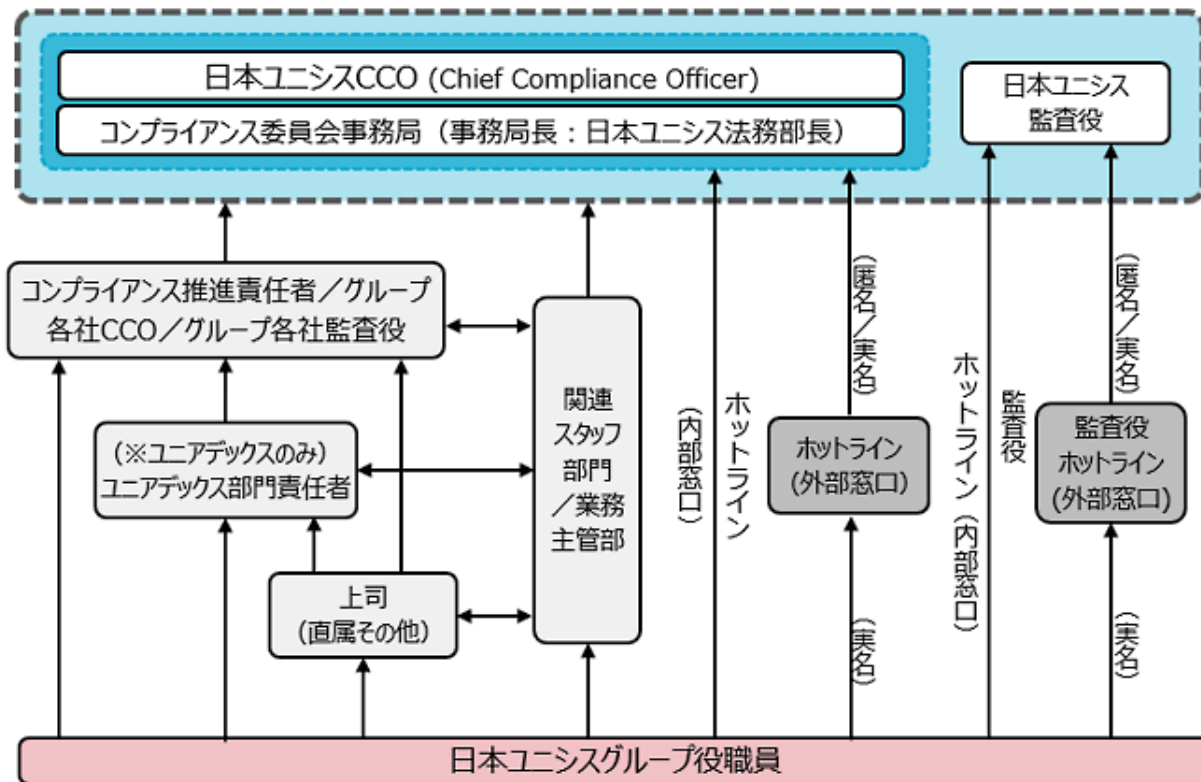 日本ユニシスCCO (Chief Compliance Officer)
コンプライアンス委員会事務局（事務局長：日本ユニシス法務部長）
日本ユニシス
監査役
コンプライアンス推進責任者／グループ
各社CCO／グループ各社監査役
(※ユニアデックスのみ)
ユニアデックス部門責任者
上司
(直属その他)
関連
スタッフ
部門
／業務
主管部
ホットライン
(内部窓口)
(匿名／実名)
ホットライン
(外部窓口)
(実名)
監査役
ホットライン(内部窓口)
(匿名／実名)
監査役
ホットライン
(外部窓口)
(実名)
日本ユニシスグループ役職員